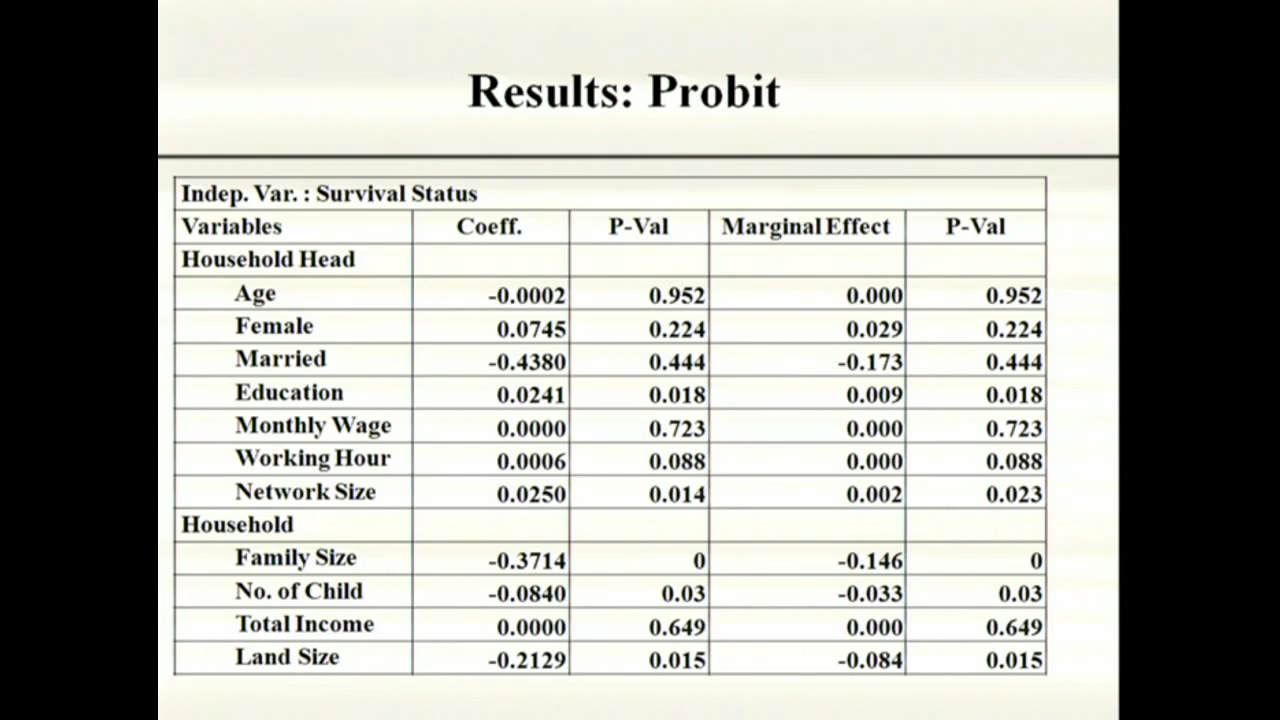 Results: Probit
Indep. Var. : Survival Status
Variables Coeff. P-Val Marginal Effect P-Val
Household Head
Age -0.0002 0.952 0.000 0.952
Female 0.0745 0.224 0.029 0.224
Married -0.4380 0.444 -0.173 0.444
Education 0.0241 0.018 0.009 0.018
Monthly Wage 0.0000 0.723 0.000 0.723
Working Hour 0.0006 0.088 0.000 0.088
Network Size 0.0250 0.014 0.002 0.023
Household
Family Size -0.3714 0 -0.146 0
No. of Child -0.0840 0.03 -0.033 0.03
Total Income 0.0000 0.649 0.000 0.649
Land Size -0.2129 0.015 -0.084 0.015